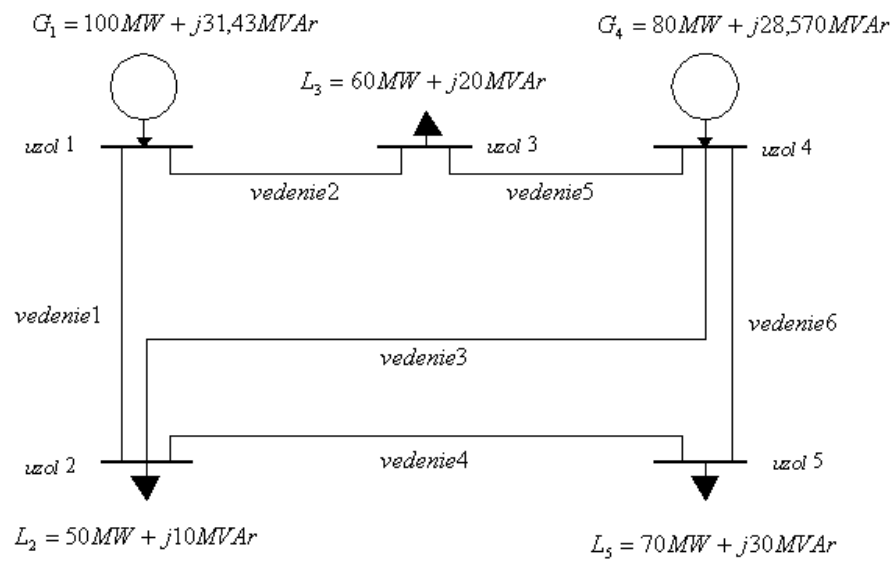 G₁ = 100MW + j31,43MVAr
G₄ = 80MW + j28,570MVAr
L₃ = 60MW + j20MVAr
uzol 1
uzol 3
uzol 4
vedenie2
vedenie5
vedenie1
vedenie6
vedenie3
uzol 2
vedenie4
uzol 5
L₂ = 50MW + j10MVAr
L₅ = 70MW + j30MVAr